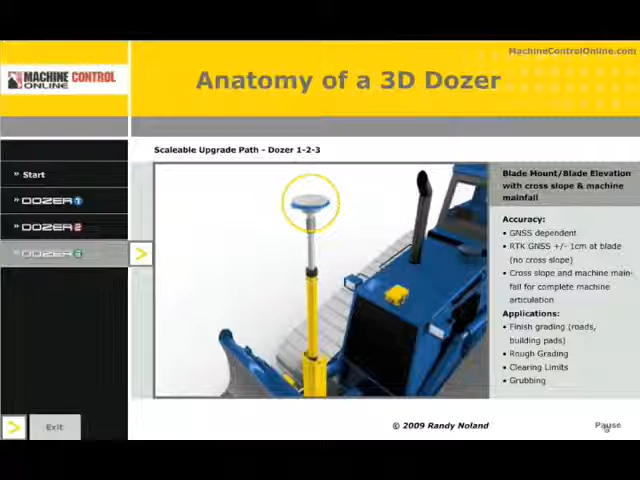 MachineControlOnline.com
MACHINE CONTROL
ONLINE
Anatomy of a 3D Dozer
Scaleable Upgrade Path - Dozer 1-2-3
» Start
» DOZER 1
» DOZER 2
» DOZER 3
Blade Mount/Blade Elevation
with cross slope & machine
mainfall
Accuracy:
• GNSS dependent
• RTK GNSS +/- 1cm at blade
(no cross slope)
• Cross slope and machine main-
fall for complete machine
articulation
Applications:
• Finish grading (roads,
building pads)
• Rough Grading
• Clearing Limits
• Grubbing
Exit
© 2009 Randy Noland
Pause